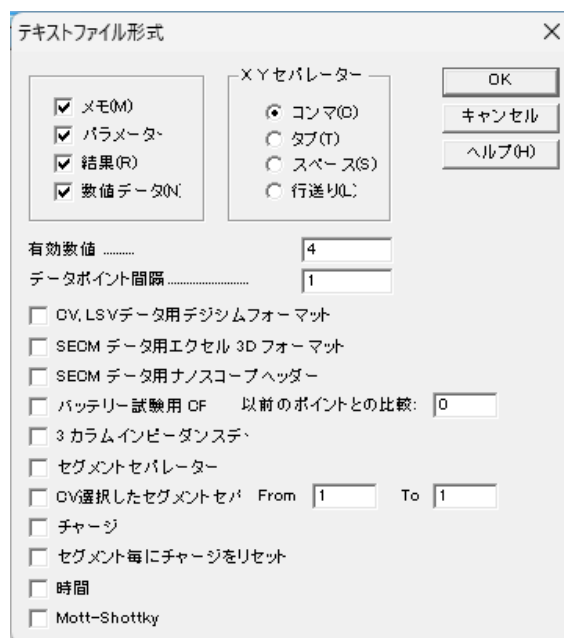 テキストファイル形式
メモ(M)
パラメーター
結果(R)
数値データ(N)
XYセパレーター
コンマ(C)
タブ(T)
スペース(S)
行送り(L)
OK
キャンセル
ヘルプ(H)
有効数値 .........
4
データポイント間隔 ........................
1
CV, LSVデータ用デジシムフォーマット
SECM データ用エクセル 3D フォーマット
SECM データ用ナノスコープヘッダー
バッテリー試験用 CF 以前のポイントとの比較: 0
3 カラムインピーダンスデ
セグメントセパレーター
CV選択したセグメントセパ From 1 To 1
チャージ
セグメント毎にチャージをリセット
時間
Mott-Shottky